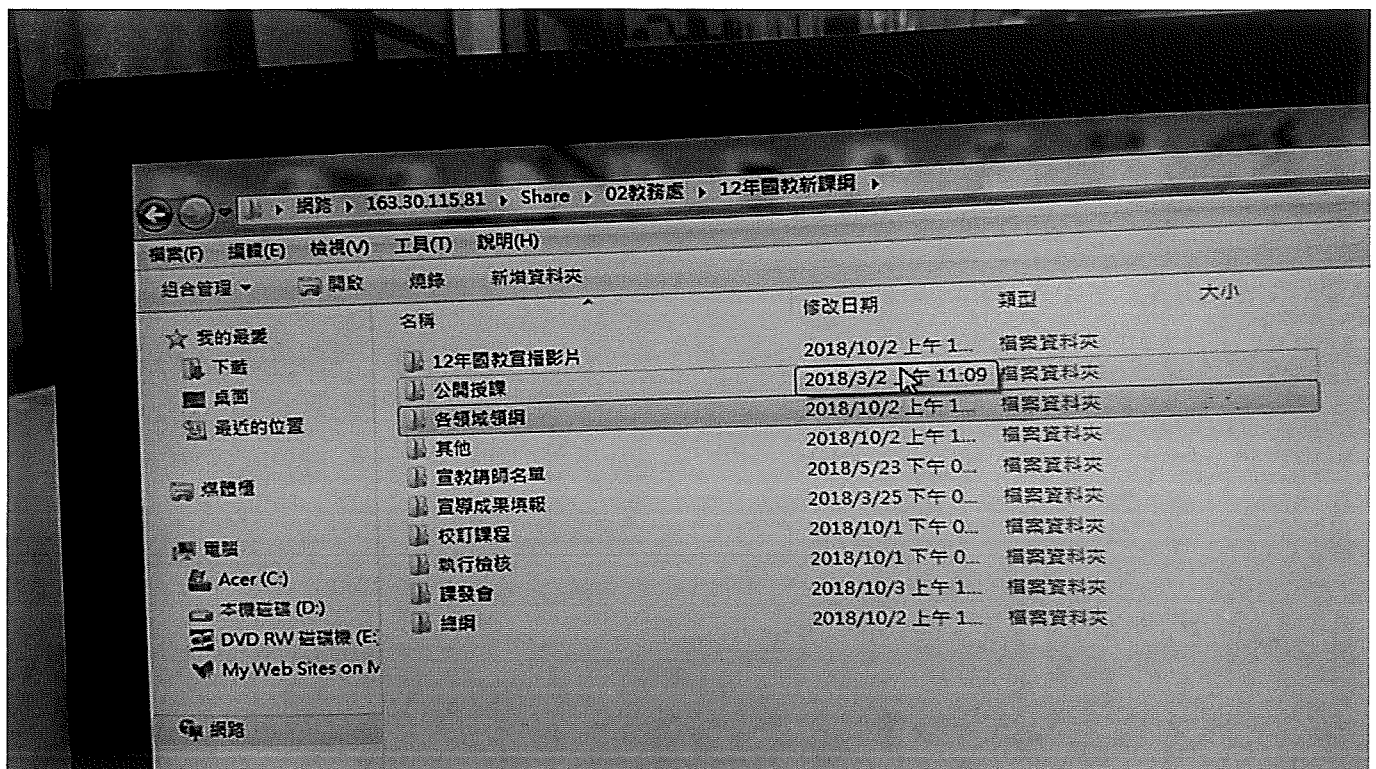 網路 ▸ 163.30.115.81 ▸ Share ▸ 02教務處 ▸ 12年國教新課綱 ▸
檔案(F) 編輯(E) 檢視(V) 工具(T) 說明(H)
組合管理 開啟 燒錄 新增資料夾
名稱 修改日期 類型 大小
我的最愛
下載
桌面
最近的位置
媒體櫃
電腦
Acer (C:)
本機磁碟 (D:)
DVD RW 磁碟機 (E:
My Web Sites on M
網路
12年國教宣播影片 2018/10/2 上午 1... 檔案資料夾
公開授課 2018/3/2 上午 11:09 檔案資料夾
各領域領綱 2018/10/2 上午 1... 檔案資料夾
其他 2018/10/2 上午 1... 檔案資料夾
宣教講師名單 2018/5/23 下午 0... 檔案資料夾
宣導成果填報 2018/3/25 下午 0... 檔案資料夾
校訂課程 2018/10/1 下午 0... 檔案資料夾
執行檢核 2018/10/1 下午 0... 檔案資料夾
課發會 2018/10/3 上午 1... 檔案資料夾
總綱 2018/10/2 上午 1... 檔案資料夾